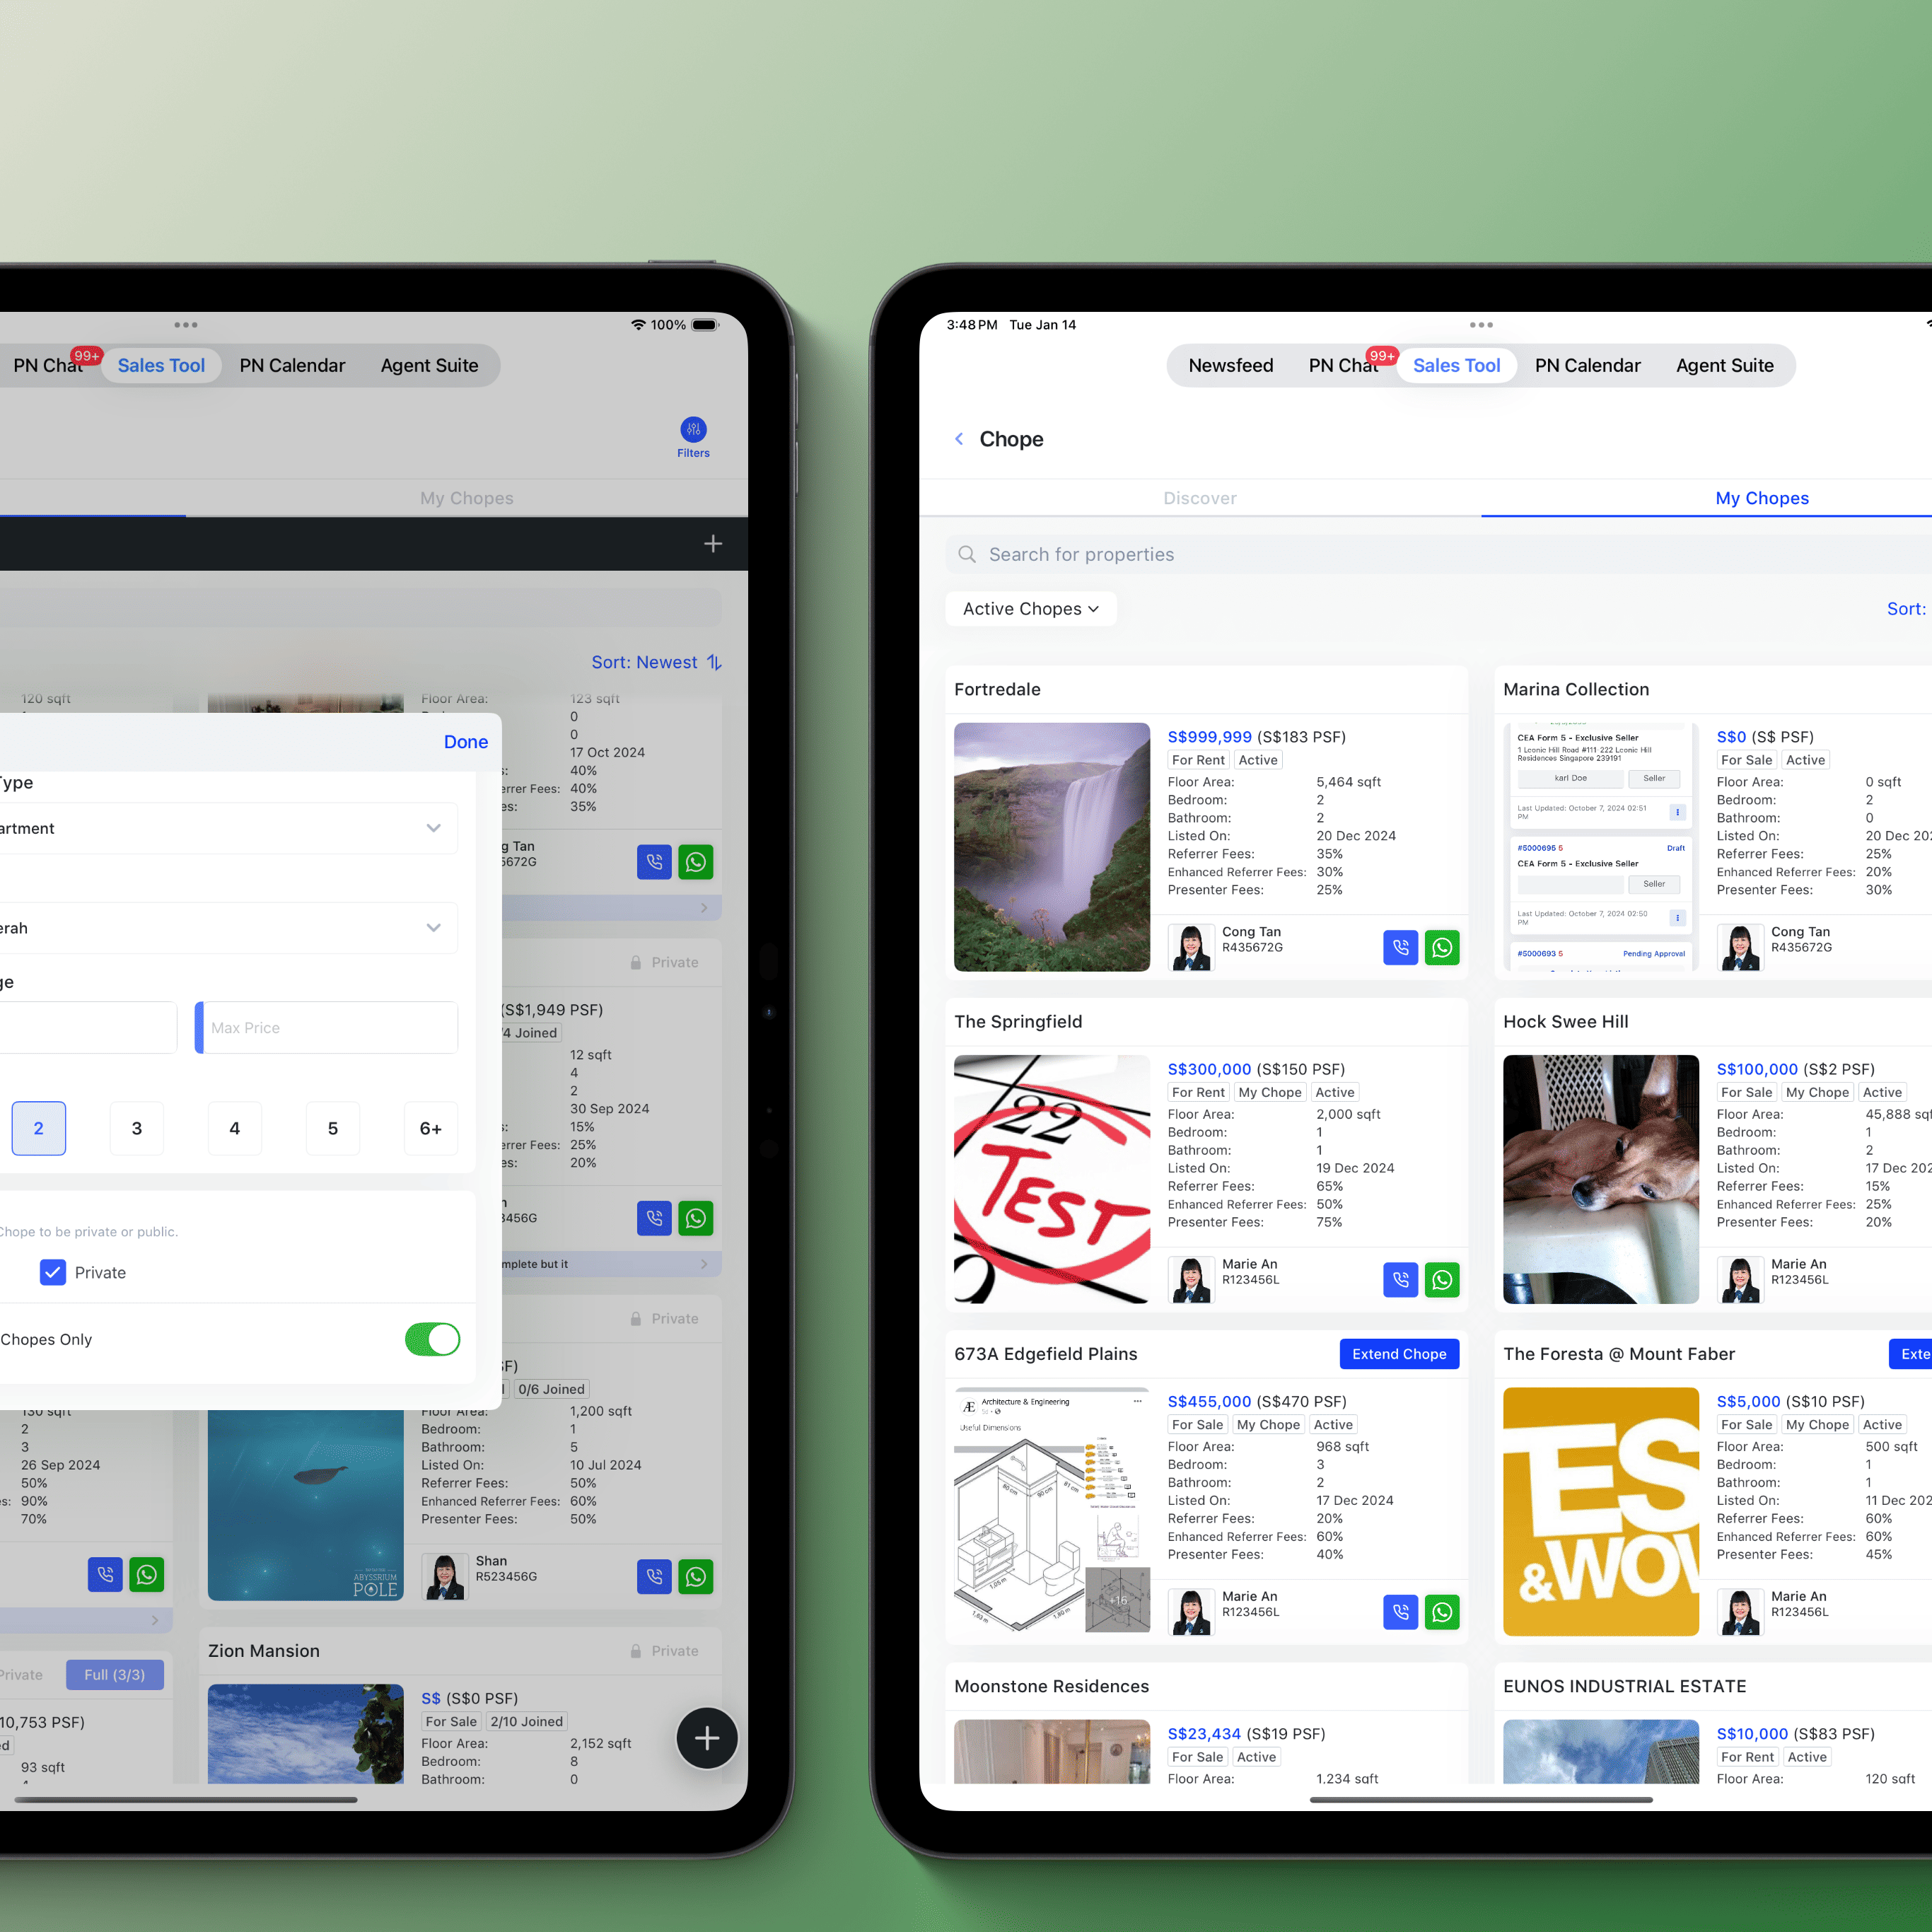 100%
PN Chat
99+
Sales Tool
PN Calendar
Agent Suite
Filters
My Chopes
Sort: Newest
120 sqft
Floor Area: 123 sqft
0
0
17 Oct 2024
40%
Fees: 40%
35%
Tan
Done
Max Price
2
3
4
5
6+
Chope to be private or public.
Private
Chopes Only
Private
(S$1,949 PSF)
Joined
12 sqft
4
2
30 Sep 2024
15%
Fees: 25%
20%
but it
Private
0/6 Joined
Floor Area: 1,200 sqft
Bedroom: 1
Bathroom: 5
Listed On: 10 Jul 2024
Referrer Fees: 50%
Enhanced Referrer Fees: 60%
Presenter Fees: 50%
ABYSSRIUM
POLE
Shan
R523456G
130 sqft
2
3
26 Sep 2024
50%
90%
70%
Private
Full (3/3)
10,753 PSF)
93 sqft
Zion Mansion
Private
S$ (S$0 PSF)
For Sale
2/10 Joined
Floor Area: 2,152 sqft
Bedroom: 8
Bathroom: 0
3:48 PM Tue Jan 14
Newsfeed
PN Chat
99+
Sales Tool
PN Calendar
Agent Suite
Chope
Discover
My Chopes
Search for properties
Active Chopes
Sort:
Fortredale
S$999,999 (S$183 PSF)
For Rent
Active
Floor Area: 5,464 sqft
Bedroom: 2
Bathroom: 2
Listed On: 20 Dec 2024
Referrer Fees: 35%
Enhanced Referrer Fees: 30%
Presenter Fees: 25%
Cong Tan
R435672G
Marina Collection
CEA Form 5 - Exclusive Seller
1 Lconic Hill Road #111-222 Lconic Hill
Residences Singapore 239191
karl Doe
Seller
Last Updated: October 7, 2024 02:51
PM
#5000695 5
Draft
CEA Form 5 - Exclusive Seller
Seller
Last Updated: October 7, 2024 02:50
PM
#5000693 5
Pending Approval
S$0 (S$ PSF)
For Sale
Active
Floor Area: 0 sqft
Bedroom: 2
Bathroom: 0
Listed On: 20 Dec
Referrer Fees: 25%
Enhanced Referrer Fees: 20%
Presenter Fees: 30%
Cong Tan
R435672G
The Springfield
22
TEST
S$300,000 (S$150 PSF)
For Rent
My Chope
Active
Floor Area: 2,000 sqft
Bedroom: 1
Bathroom: 1
Listed On: 19 Dec 2024
Referrer Fees: 65%
Enhanced Referrer Fees: 50%
Presenter Fees: 75%
Marie An
R123456L
Hock Swee Hill
S$100,000 (S$2 PSF)
For Sale
My Chope
Active
Floor Area: 45,888
Bedroom: 1
Bathroom: 2
Listed On: 17 Dec
Referrer Fees: 15%
Enhanced Referrer Fees: 25%
Presenter Fees: 20%
Marie An
R123456L
673A Edgefield Plains
Extend Chope
Æ Architecture & Engineering
Useful Dimensions
80 cm
90 cm
81 cm
1,05 m
1,63 m
1,80 m
+16
S$455,000 (S$470 PSF)
For Sale
My Chope
Active
Floor Area: 968 sqft
Bedroom: 3
Bathroom: 2
Listed On: 17 Dec 2024
Referrer Fees: 20%
Enhanced Referrer Fees: 60%
Presenter Fees: 40%
Marie An
R123456L
The Foresta @ Mount Faber
Exte
ES
&WOW
S$5,000 (S$10 PSF)
For Sale
My Chope
Active
Floor Area: 500 sqft
Bedroom: 1
Bathroom: 1
Listed On: 11 Dec
Referrer Fees: 60%
Enhanced Referrer Fees: 60%
Presenter Fees: 45%
Marie An
R123456L
Moonstone Residences
S$23,434 (S$19 PSF)
For Sale
Active
Floor Area: 1,234 sqft
EUNOS INDUSTRIAL ESTATE
S$10,000 (S$83 PSF)
For Rent
Active
Floor Area: 120 sqft